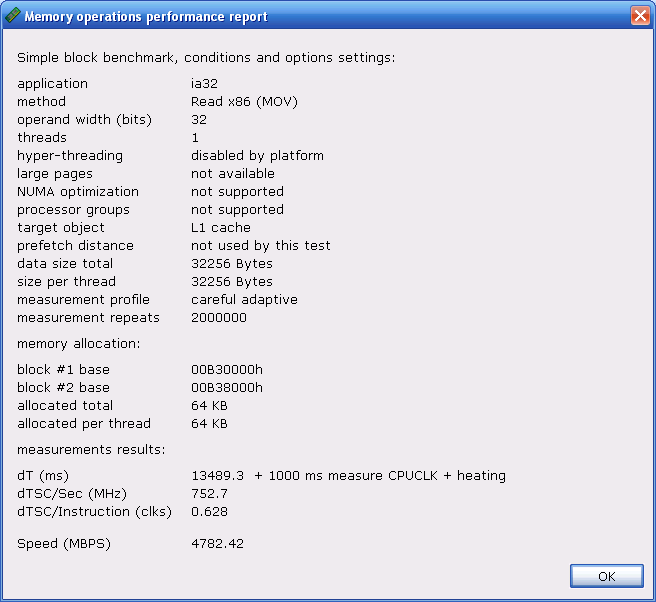 Memory operations performance report
Simple block benchmark, conditions and options settings:
application ia32
method Read x86 (MOV)
operand width (bits) 32
threads 1
hyper-threading disabled by platform
large pages not available
NUMA optimization not supported
processor groups not supported
target object L1 cache
prefetch distance not used by this test
data size total 32256 Bytes
size per thread 32256 Bytes
measurement profile careful adaptive
measurement repeats 2000000
memory allocation:
block #1 base 00B30000h
block #2 base 00B38000h
allocated total 64 KB
allocated per thread 64 KB
measurements results:
dT (ms) 13489.3 + 1000 ms measure CPUCLK + heating
dTSC/Sec (MHz) 752.7
dTSC/Instruction (clks) 0.628
Speed (MBPS) 4782.42
OK